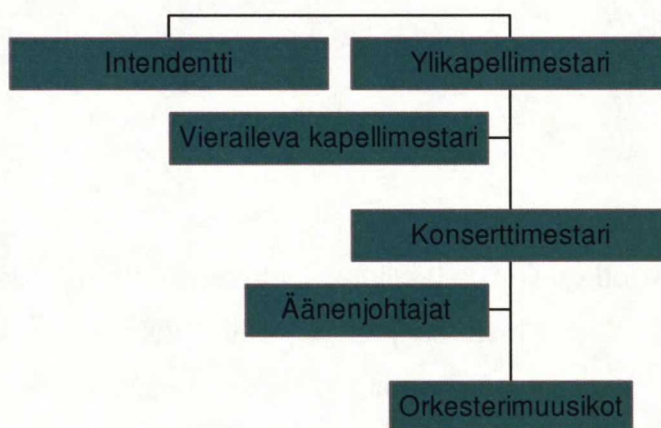 Intendentti
Ylikapellimestari
Vieraileva kapellimestari
Konserttimestari
Äänenjohtajat
Orkesterimuusikot